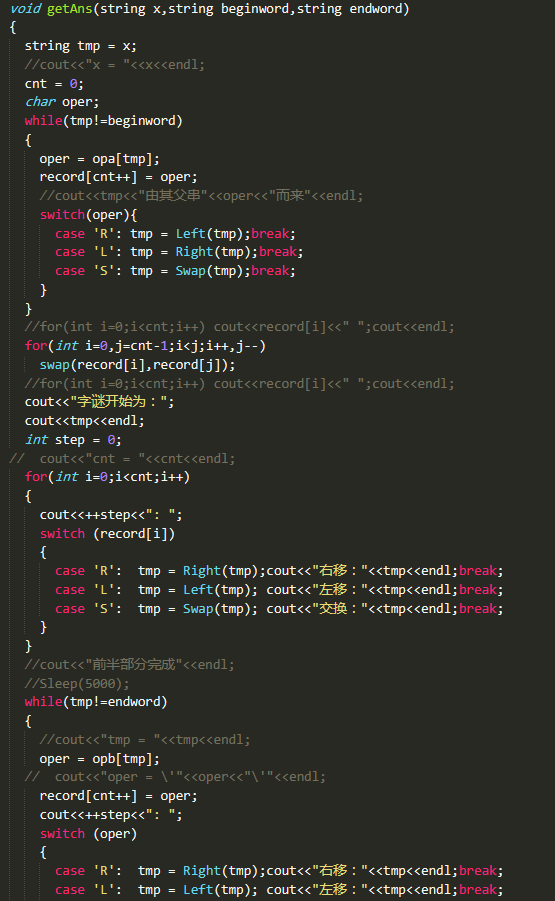 void getAns(string x,string beginword,string endword)
{
  string tmp = x;
  //cout<<"x = "<<x<<endl;
  cnt = 0;
  char oper;
  while(tmp!=beginword)
  {
    oper = opa[tmp];
    record[cnt++] = oper;
    //cout<<tmp<<"由其父串"<<oper<<"而来"<<endl;
    switch(oper){
      case 'R': tmp = Left(tmp);break;
      case 'L': tmp = Right(tmp);break;
      case 'S': tmp = Swap(tmp);break;
    }
  }
  //for(int i=0;i<cnt;i++) cout<<record[i]<<" ";cout<<endl;
  for(int i=0,j=cnt-1;i<j;i++,j--)
    swap(record[i],record[j]);
  //for(int i=0;i<cnt;i++) cout<<record[i]<<" ";cout<<endl;
  cout<<"字谜开始为：";
  cout<<tmp<<endl;
  int step = 0;
//  cout<<"cnt = "<<cnt<<endl;
  for(int i=0;i<cnt;i++)
  {
    cout<<++step<<": ";
    switch (record[i])
    {
      case 'R':  tmp = Right(tmp);cout<<"右移："<<tmp<<endl;break;
      case 'L':  tmp = Left(tmp); cout<<"左移："<<tmp<<endl;break;
      case 'S':  tmp = Swap(tmp); cout<<"交换："<<tmp<<endl;break;
    }
  }
  //cout<<"前半部分完成"<<endl;
  //Sleep(5000);
  while(tmp!=endword)
  {
    //cout<<"tmp = "<<tmp<<endl;
    oper = opb[tmp];
//  cout<<"oper = \'"<<oper<<"\'"<<endl;
    record[cnt++] = oper;
    cout<<++step<<": ";
    switch (oper)
    {
      case 'R':  tmp = Right(tmp);cout<<"右移："<<tmp<<endl;break;
      case 'L':  tmp = Left(tmp); cout<<"左移："<<tmp<<endl;break;